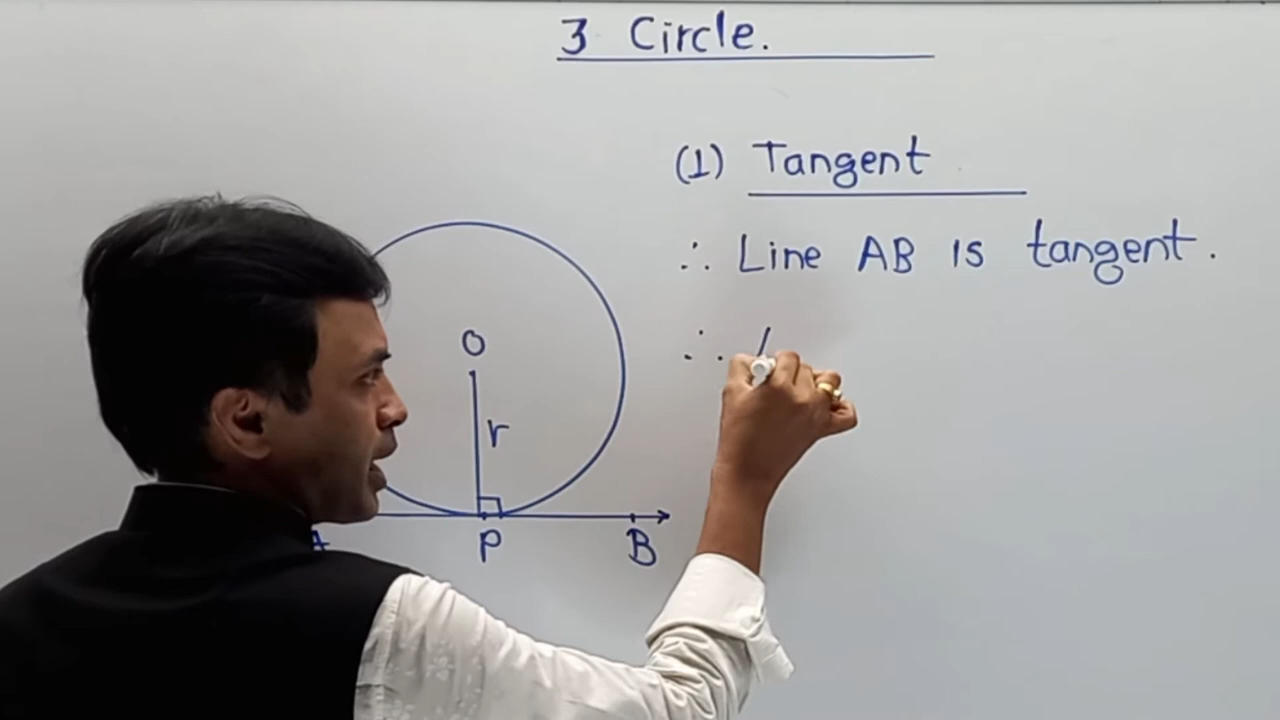 3 Circle.
(1) Tangent
∴ Line AB is tangent.
∴
O
r
A P B